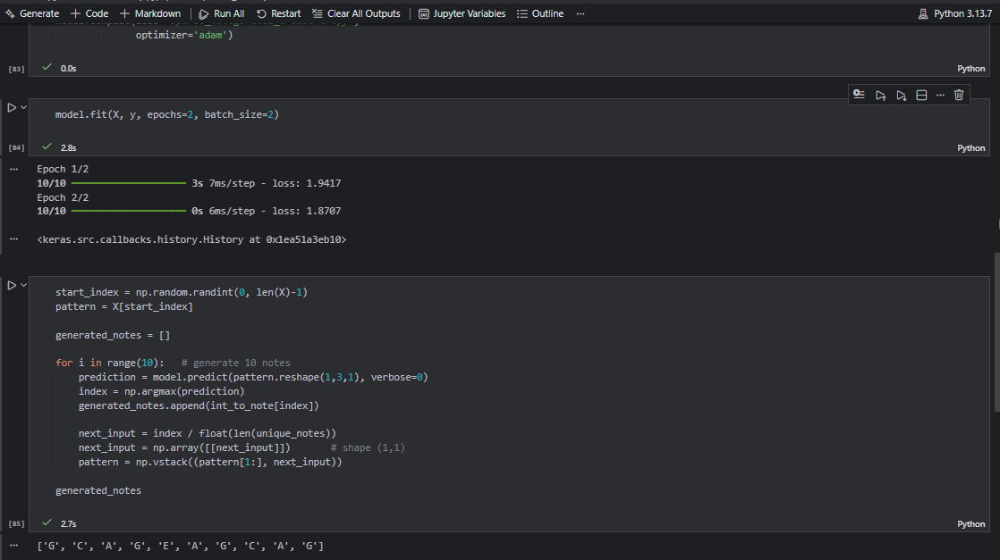 Generate + Code + Markdown Run All Restart Clear All Outputs Jupyter Variables Outline ... Python 3.13.7
optimizer='adam')
[83] 0.0s Python
model.fit(X, y, epochs=2, batch_size=2)
[84] 2.8s Python
Epoch 1/2
10/10 3s 7ms/step - loss: 1.9417
Epoch 2/2
10/10 0s 6ms/step - loss: 1.8707
<keras.src.callbacks.history.History at 0x1ea51a3eb10>
start_index = np.random.randint(0, len(X)-1)
pattern = X[start_index]
generated_notes = []
for i in range(10):   # generate 10 notes
    prediction = model.predict(pattern.reshape(1,3,1), verbose=0)
    index = np.argmax(prediction)
    generated_notes.append(int_to_note[index])
    next_input = index / float(len(unique_notes))
    next_input = np.array([[next_input]])       # shape (1,1)
    pattern = np.vstack((pattern[1:], next_input))
generated_notes
[85] 2.7s Python
['G', 'C', 'A', 'G', 'E', 'A', 'G', 'C', 'A', 'G']